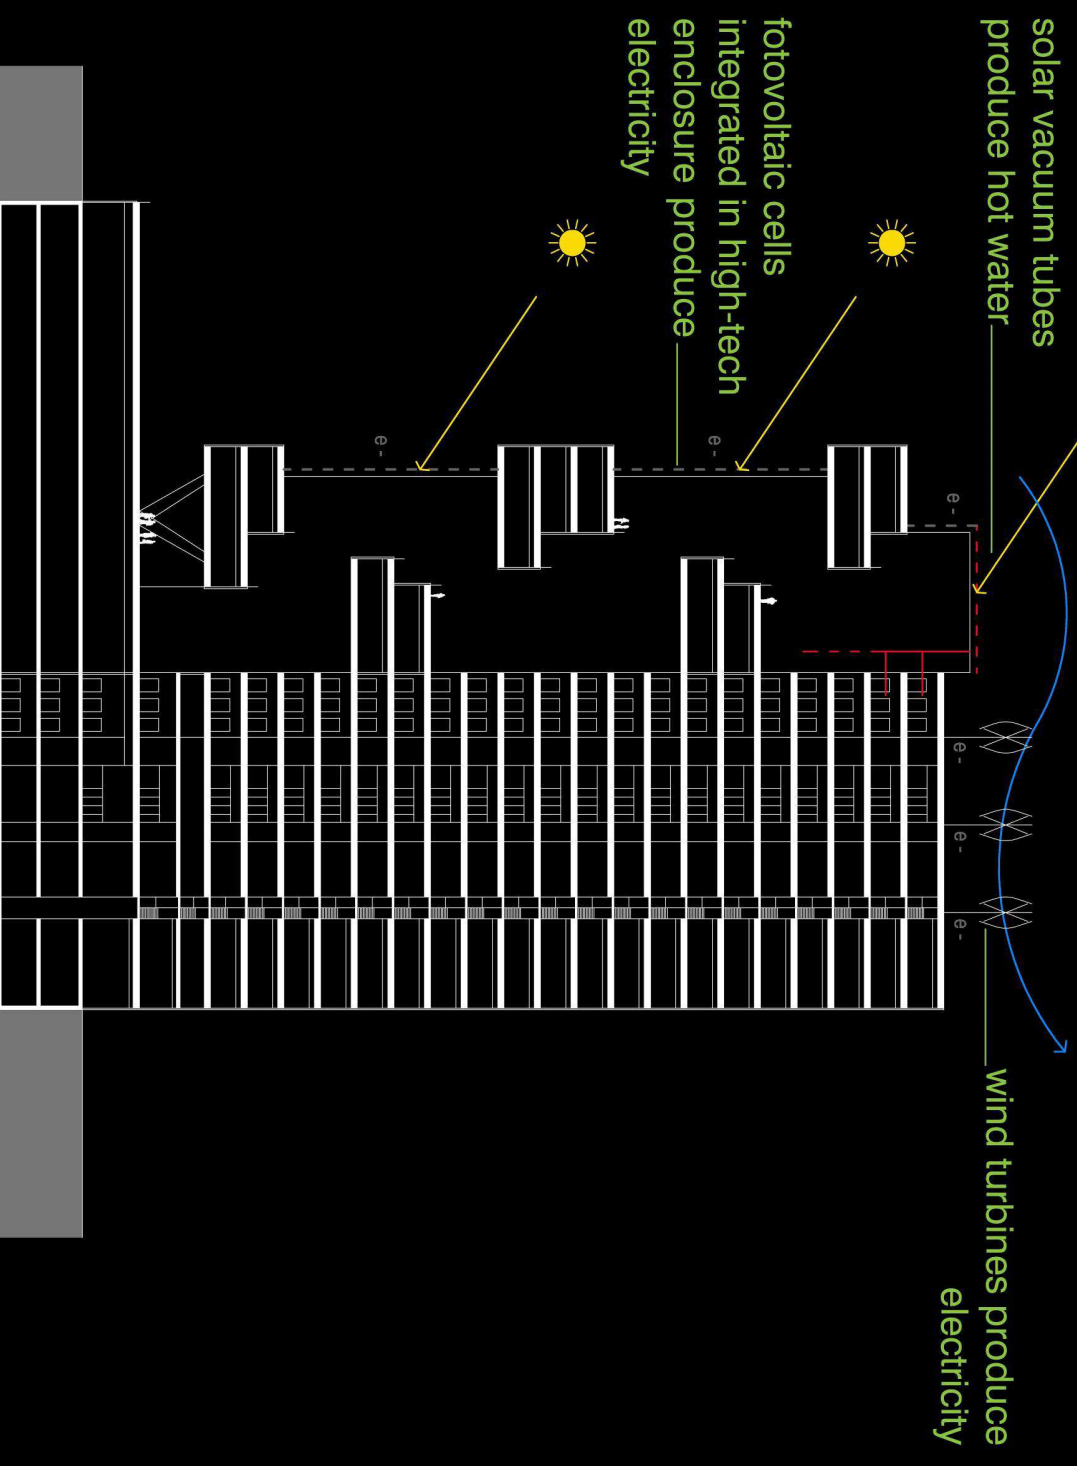 solar vacuum tubes
produce hot water
fotovoltaic cells
integrated in high-tech
enclosure produce
electricity
e -
e -
e -
e -
e -
e -
wind turbines produce
electricity